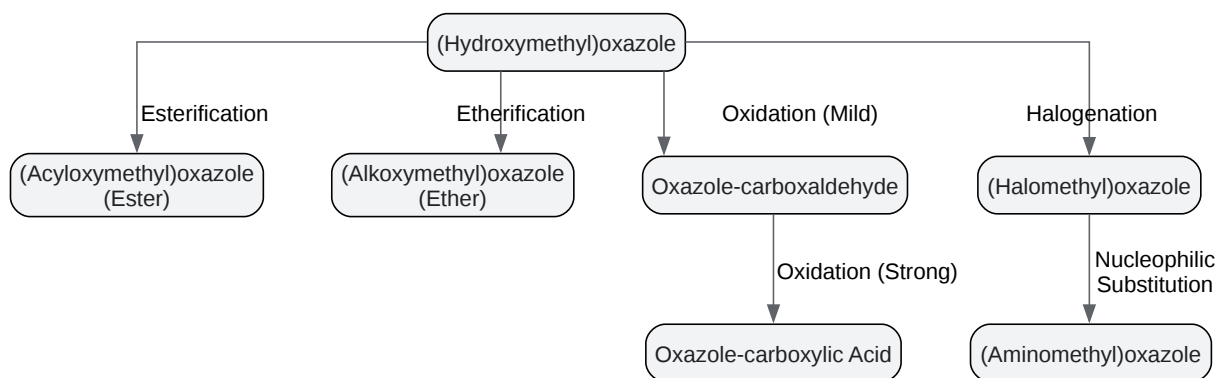 (Hydroxymethyl)oxazole
Esterification
Etherification
Oxidation (Mild)
Halogenation
(Acyloxymethyl)oxazole
(Ester)
(Alkoxymethyl)oxazole
(Ether)
Oxazole-carboxaldehyde
(Halomethyl)oxazole
Oxidation (Strong)
Nucleophilic
Substitution
Oxazole-carboxylic Acid
(Aminomethyl)oxazole